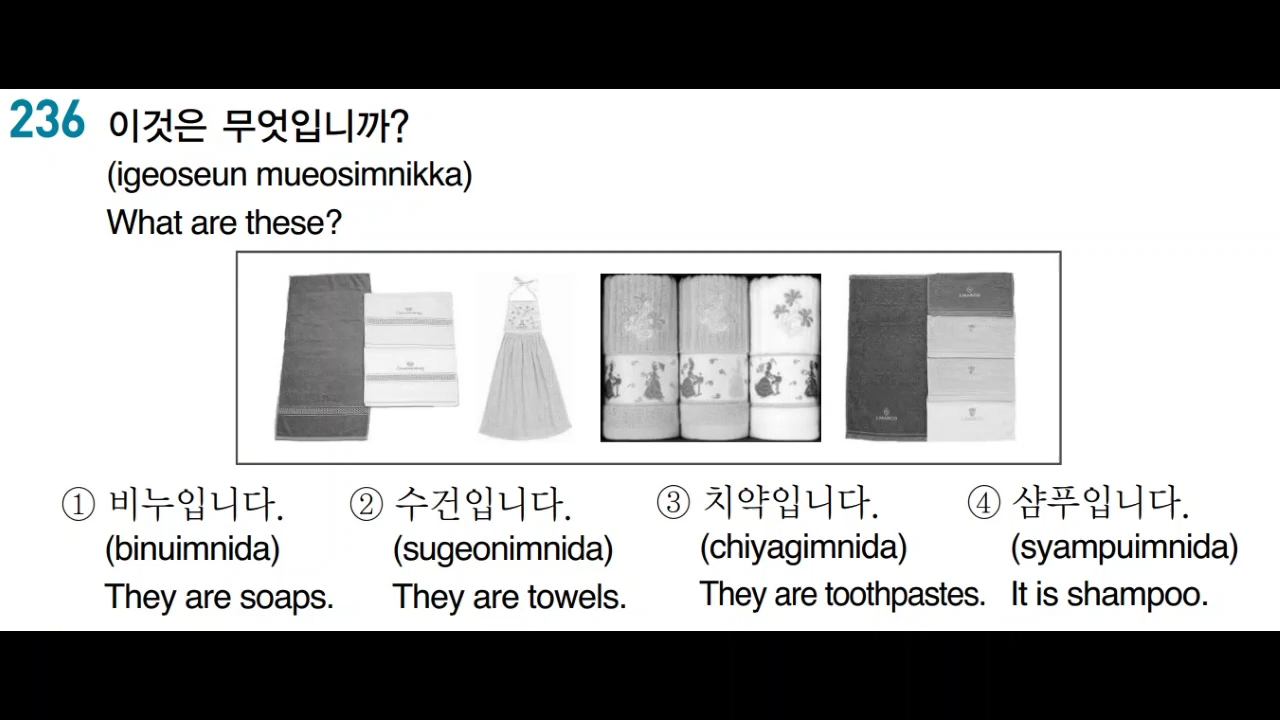 236 이것은 무엇입니까?
(igeoseun mueosimnikka)
What are these?
① 비누입니다.
(binuimnida)
They are soaps.
② 수건입니다.
(sugeonimnida)
They are towels.
③ 치약입니다.
(chiyagimnida)
They are toothpastes.
④ 샴푸입니다.
(syampuimnida)
It is shampoo.